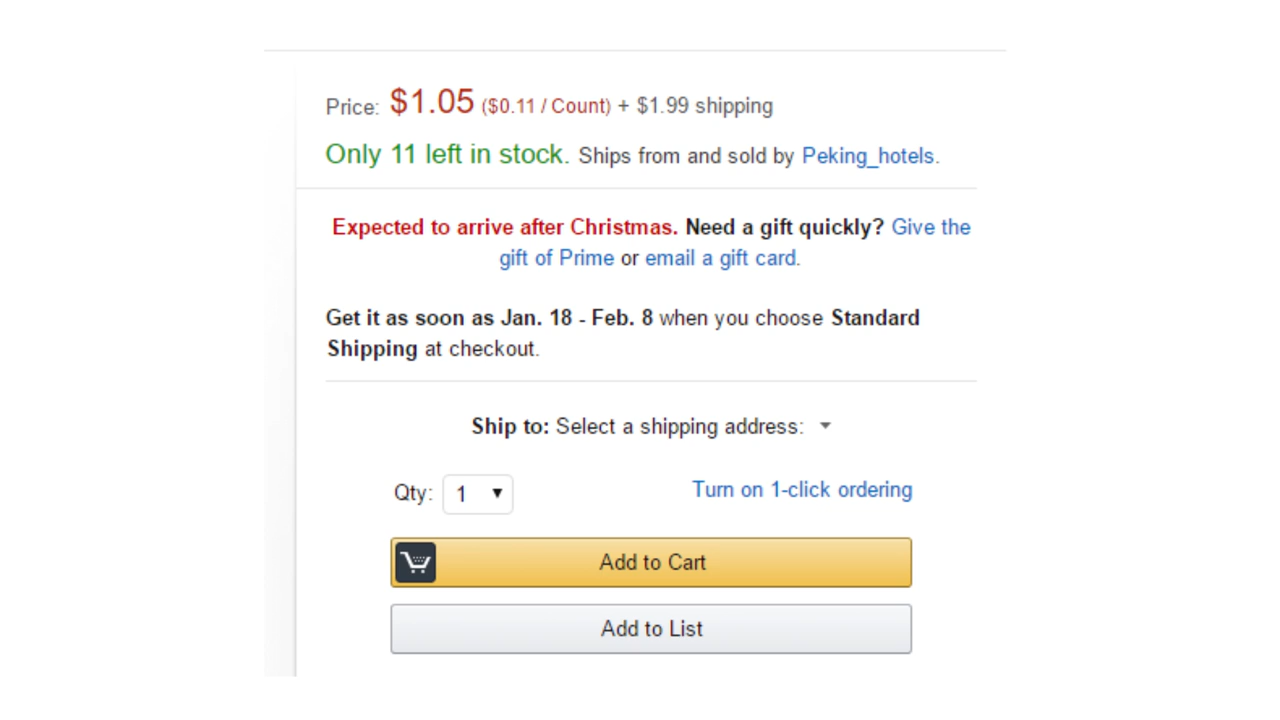 Price: $1.05 ($0.11 / Count) + $1.99 shipping
Only 11 left in stock. Ships from and sold by Peking_hotels.
Expected to arrive after Christmas. Need a gift quickly? Give the
gift of Prime or email a gift card.
Get it as soon as Jan. 18 - Feb. 8 when you choose Standard
Shipping at checkout.
Ship to: Select a shipping address:
Qty: 1 Turn on 1-click ordering
Add to Cart
Add to List